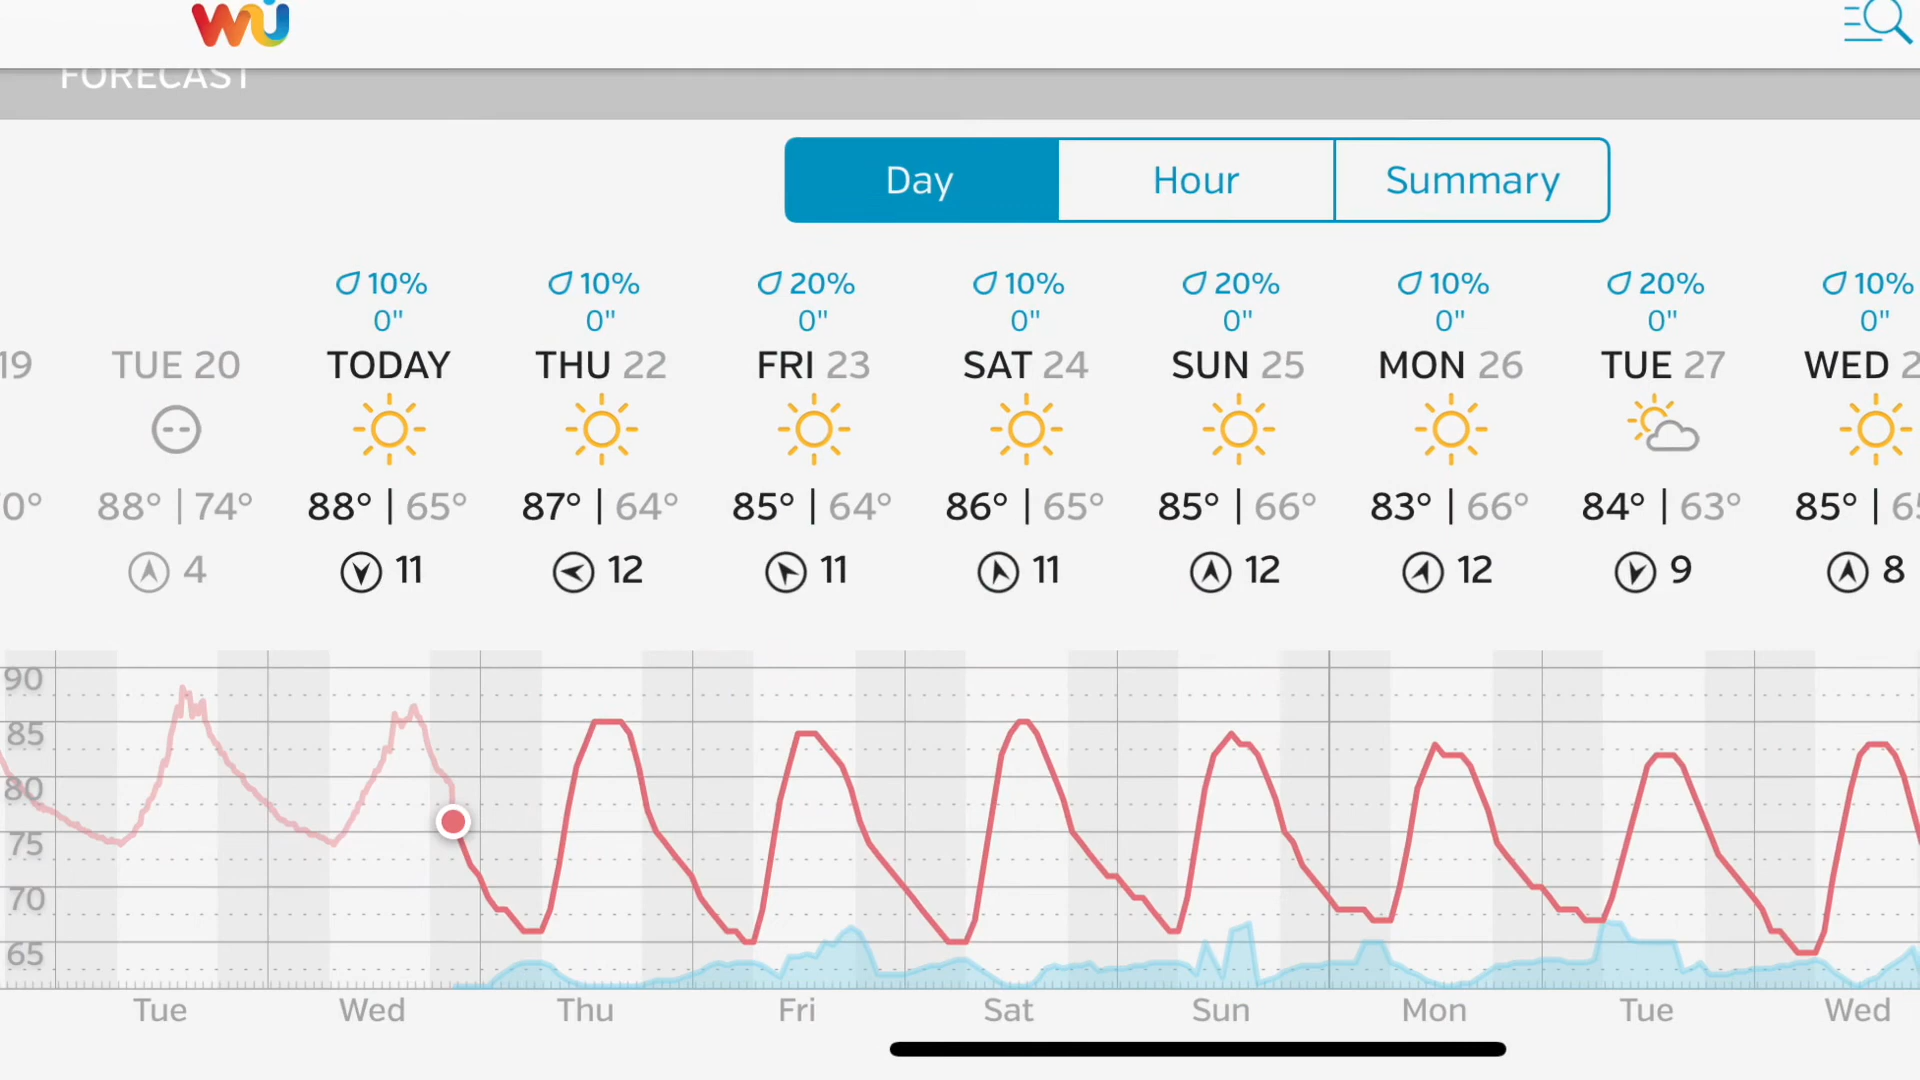 wu
FORECAST
Day Hour Summary
10% 10% 20% 10% 20% 10% 20% 10%
0" 0" 0" 0" 0" 0" 0" 0"
19 TUE 20 TODAY THU 22 FRI 23 SAT 24 SUN 25 MON 26 TUE 27 WED 2
0° 88° | 74° 88° | 65° 87° | 64° 85° | 64° 86° | 65° 85° | 66° 83° | 66° 84° | 63° 85° | 65
4 11 12 11 11 12 12 9 8
90
85
80
75
70
65
Tue Wed Thu Fri Sat Sun Mon Tue Wed